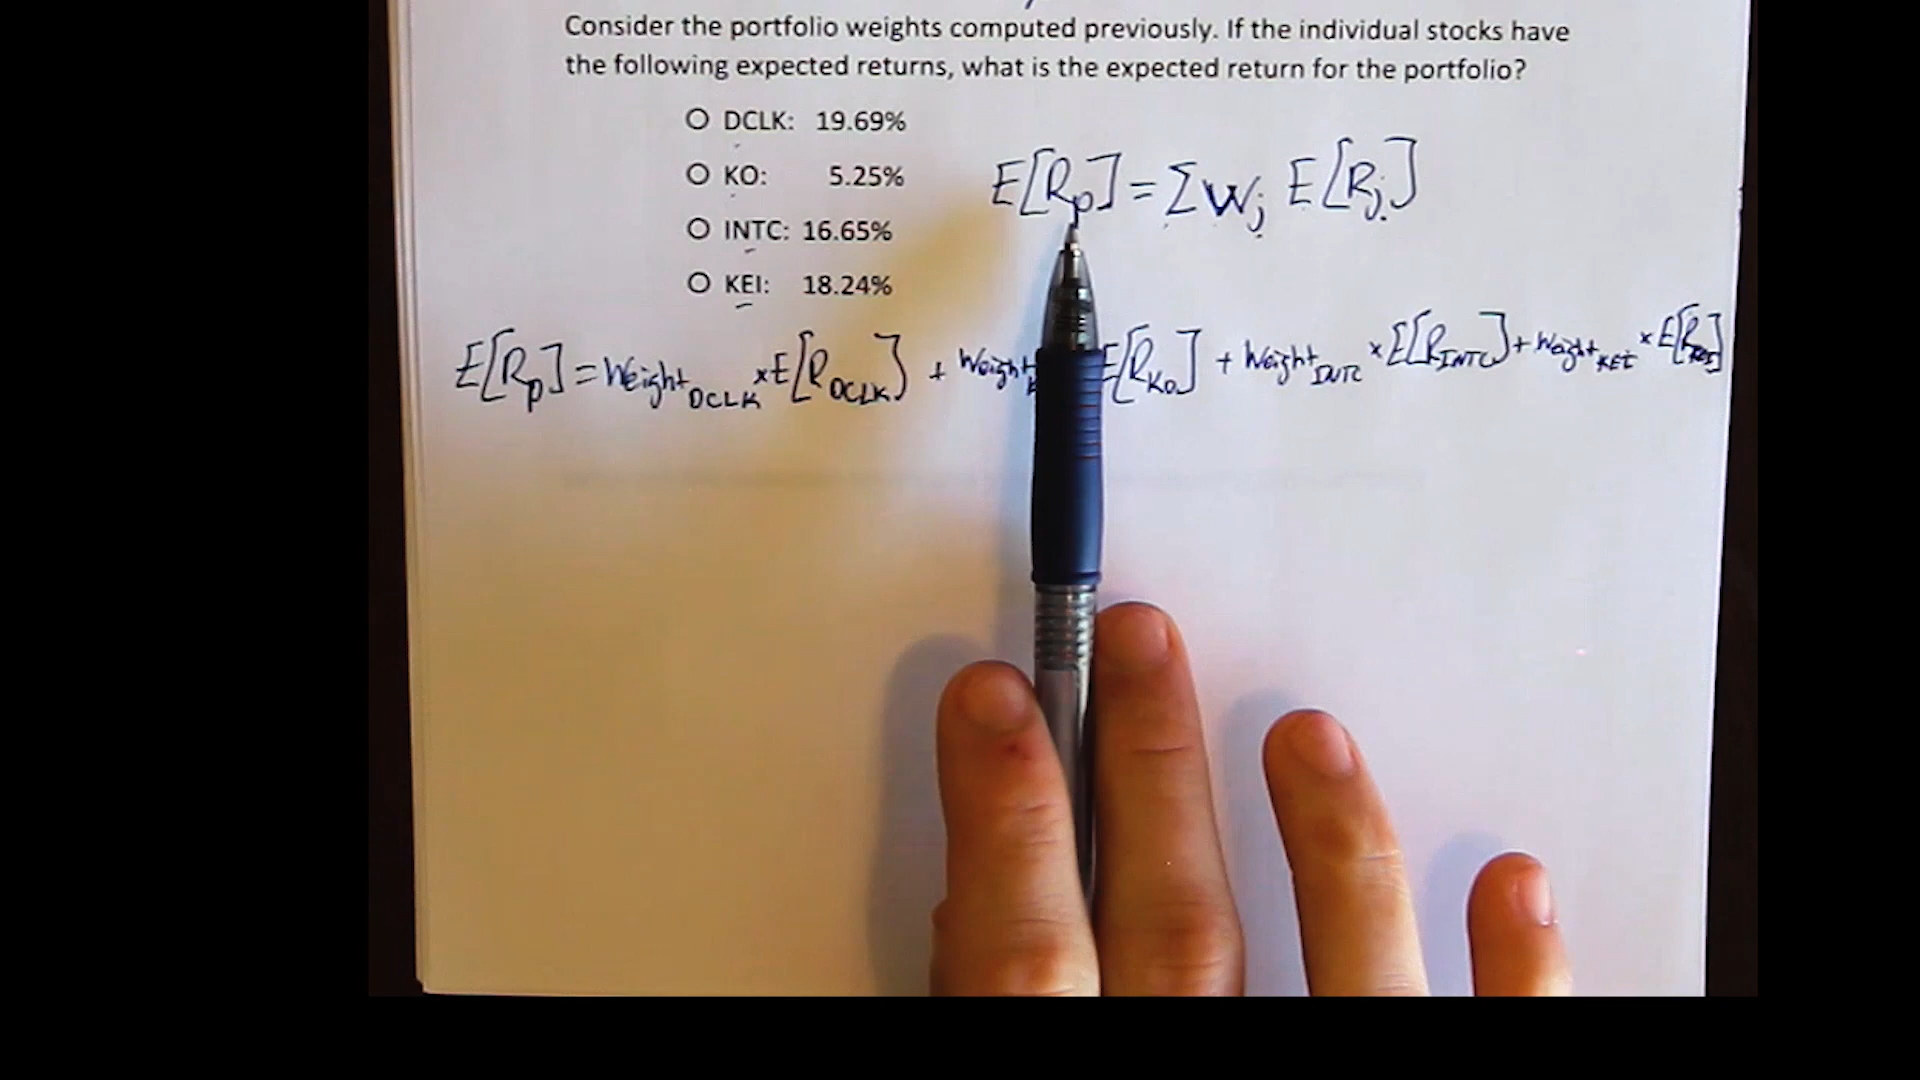 Consider the portfolio weights computed previously. If the individual stocks have
the following expected returns, what is the expected return for the portfolio?
O DCLK: 19.69%
O KO: 5.25%
O INTC: 16.65%
O KEI: 18.24%
E[Rp] = Σ Wj E[Rj]
E[Rp] = Weight DCLK × E[R DCLK] + Weight E[R KO] + Weight INTC × E[R INTC] + Weight KEI × E[R KEI]